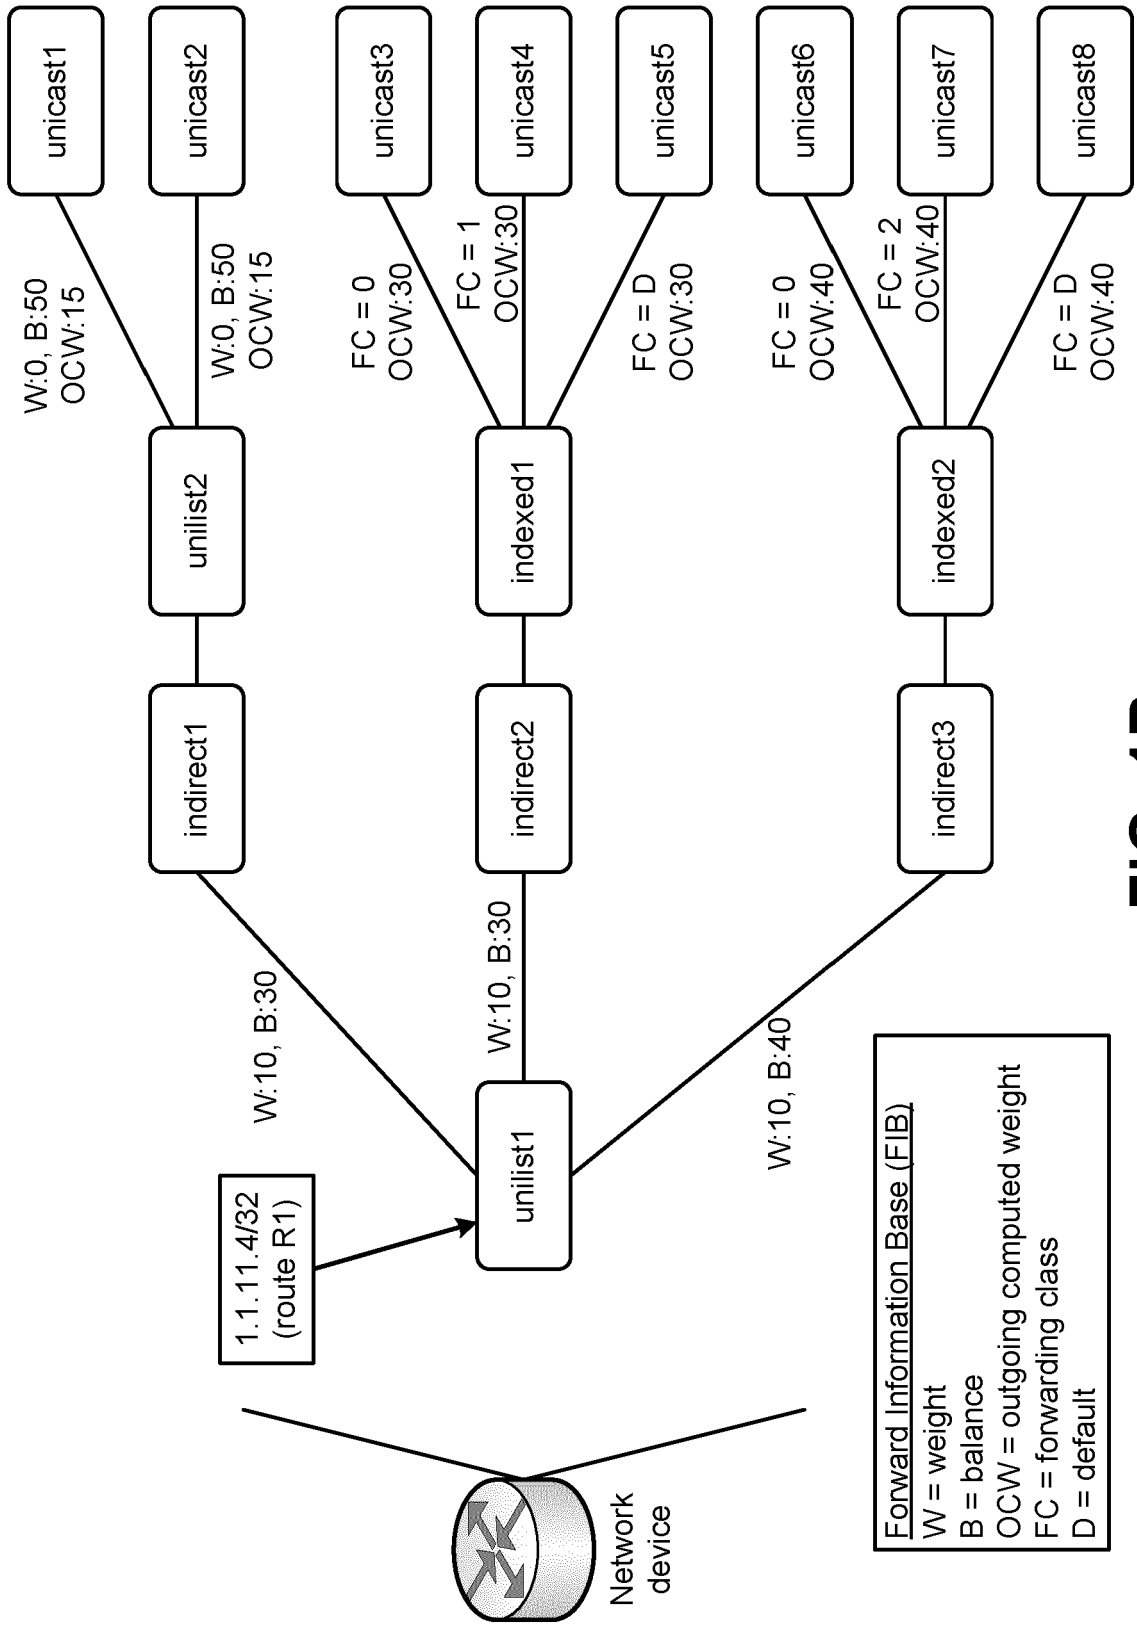 1.1.11.4/32
(route R1)
Network
device
unilist1
W:10, B:30
W:10, B:30
W:10, B:40
indirect1
indirect2
indirect3
unilist2
indexed1
indexed2
W:0, B:50
OCW:15
W:0, B:50
OCW:15
FC = 0
OCW:30
FC = 1
OCW:30
FC = D
OCW:30
FC = 0
OCW:40
FC = 2
OCW:40
FC = D
OCW:40
unicast1
unicast2
unicast3
unicast4
unicast5
unicast6
unicast7
unicast8
Forward Information Base (FIB)
W = weight
B = balance
OCW = outgoing computed weight
FC = forwarding class
D = default